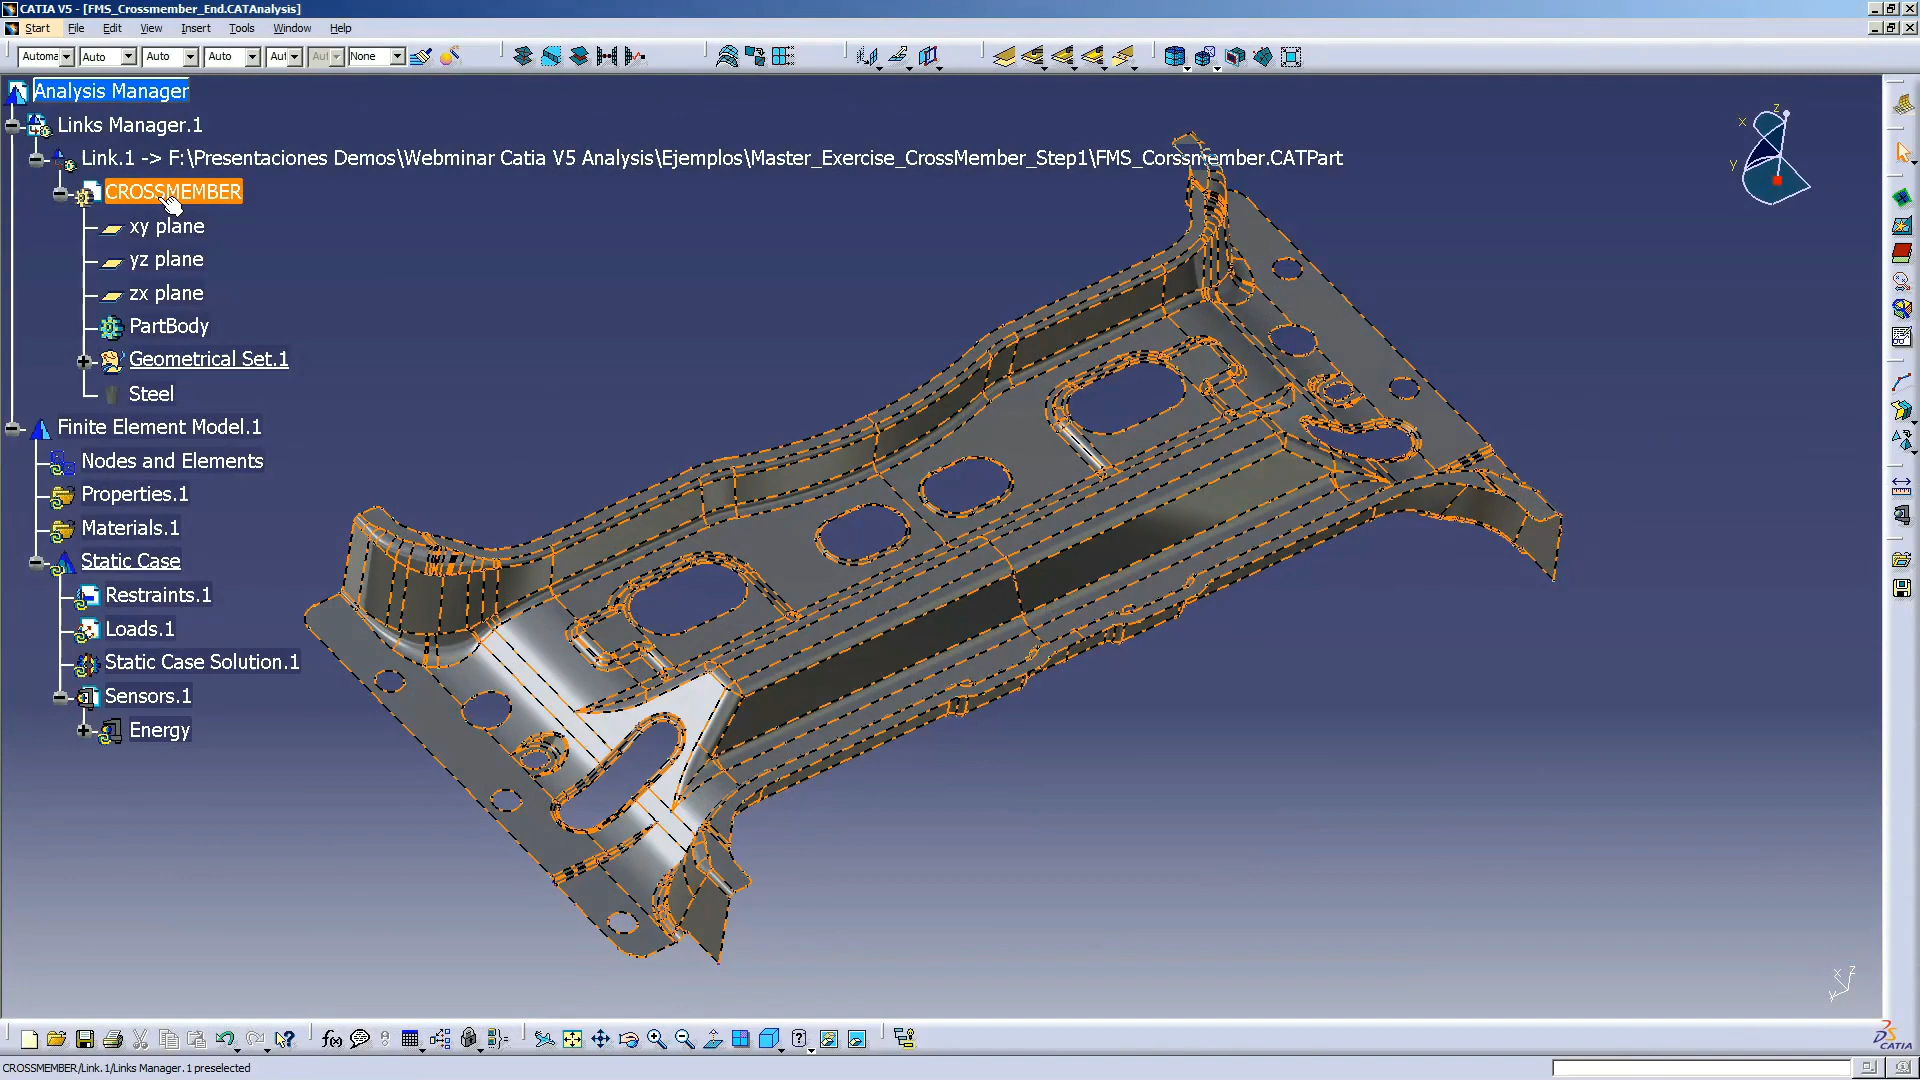 CATIA V5 - [FMS_Crossmember_End.CATAnalysis]
Start File Edit View Insert Tools Window Help
Automa Auto Auto Auto Aut Aut None
Analysis Manager
Links Manager.1
Link.1 -> F:\Presentaciones Demos\Webminar Catia V5 Analysis\Ejemplos\Master_Exercise_CrossMember_Step1\FMS_Corssmember.CATPart
CROSSMEMBER
xy plane
yz plane
zx plane
PartBody
Geometrical Set.1
Steel
Finite Element Model.1
Nodes and Elements
Properties.1
Materials.1
Static Case
Restraints.1
Loads.1
Static Case Solution.1
Sensors.1
Energy
z
x
y
x z
y
f(x)
DS CATIA
CROSSMEMBER/Link.1/Links Manager.1 preselected